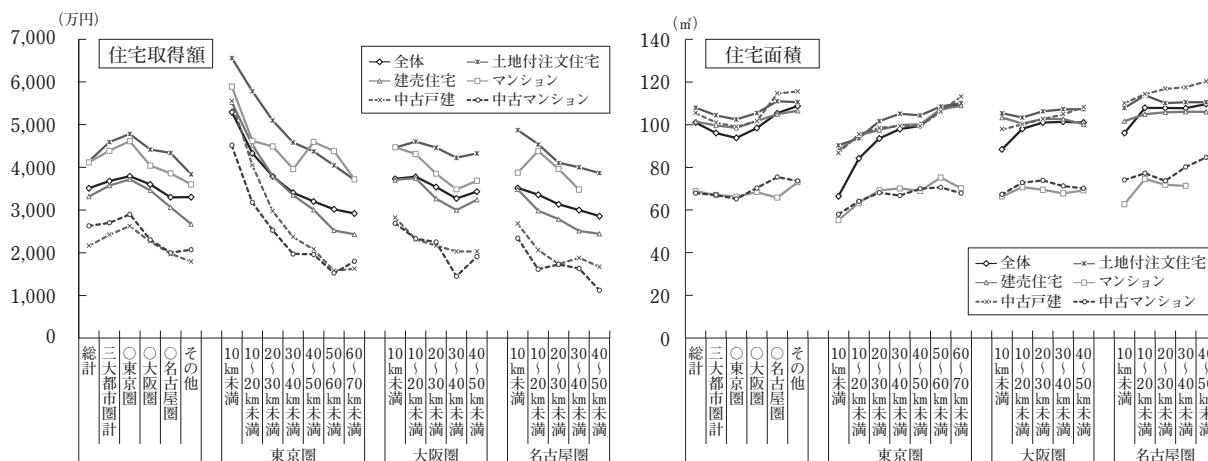 (万円)
住宅取得額
7,000
6,000
5,000
4,000
3,000
2,000
1,000
0
全体
土地付注文住宅
建売住宅
マンション
中古戸建
中古マンション
総計
三大都市圏計
○東京圏
○大阪圏
○名古屋圏
その他
10km未満
10～20km未満
20～30km未満
30～40km未満
40～50km未満
50～60km未満
60～70km未満
東京圏
10km未満
10～20km未満
20～30km未満
30～40km未満
40～50km未満
大阪圏
10km未満
10～20km未満
20～30km未満
30～40km未満
40～50km未満
名古屋圏
(㎡)
住宅面積
140
120
100
80
60
40
20
0
全体
土地付注文住宅
建売住宅
マンション
中古戸建
中古マンション
総計
三大都市圏計
○東京圏
○大阪圏
○名古屋圏
その他
10km未満
10～20km未満
20～30km未満
30～40km未満
40～50km未満
50～60km未満
60～70km未満
東京圏
10km未満
10～20km未満
20～30km未満
30～40km未満
40～50km未満
大阪圏
10km未満
10～20km未満
20～30km未満
30～40km未満
40～50km未満
名古屋圏